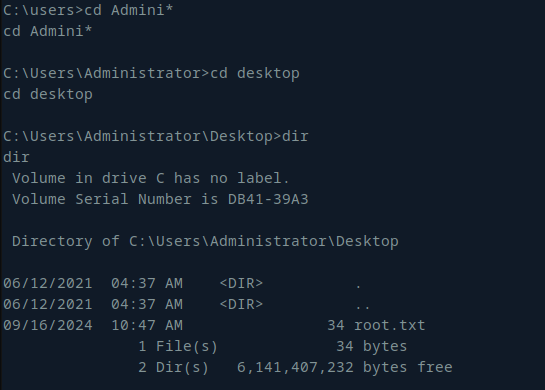 C:\users>cd Admini*
cd Admini*
C:\Users\Administrator>cd desktop
cd desktop
C:\Users\Administrator\Desktop>dir
dir
 Volume in drive C has no label.
 Volume Serial Number is DB41-39A3
 Directory of C:\Users\Administrator\Desktop
06/12/2021  04:37 AM    <DIR>          .
06/12/2021  04:37 AM    <DIR>          ..
09/16/2024  10:47 AM                34 root.txt
               1 File(s)             34 bytes
               2 Dir(s)   6,141,407,232 bytes free